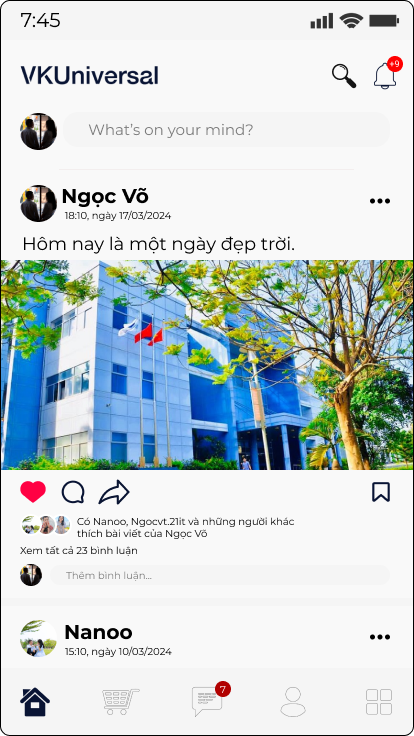 7:45
VKUniversal
+9
What's on your mind?
Ngọc Võ
18:10, ngày 17/03/2024
Hôm nay là một ngày đẹp trời.
Có Nanoo, Ngocvt.21it và những người khác
thích bài viết của Ngọc Võ
Xem tất cả 23 bình luận
Thêm bình luận...
Nanoo
15:10, ngày 10/03/2024
7